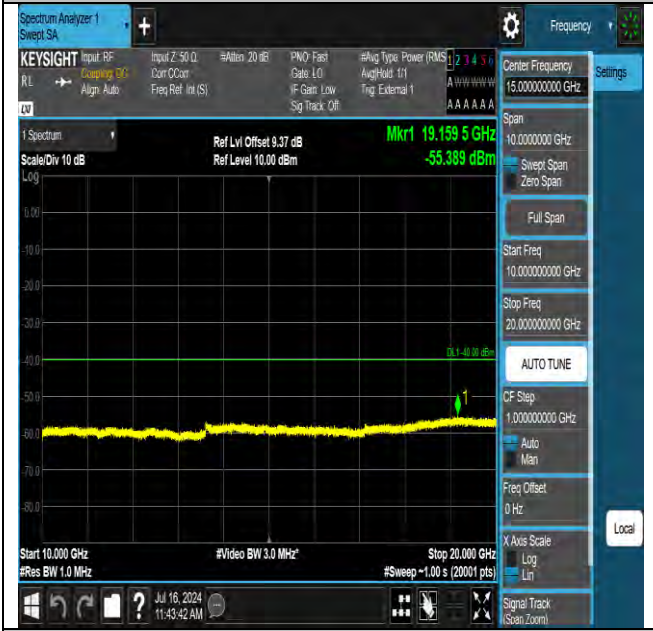 Spectrum Analyzer 1
Swept SA
+
Frequency
KEYSIGHT
RL
Input: RF
Coupling: DC
Align: Auto
Input Z: 50 Ω
Corr CCorr
Freq Ref: Int (S)
#Atten: 20 dB
PNO: Fast
Gate: LO
IF Gain: Low
Sig Track: Off
#Avg Type: Power (RMS)
Avg|Hold: 1/1
Trig: External 1
1 2 3 4 5 6
A W W W W W
A A A A A A
LXI
1 Spectrum
Scale/Div 10 dB
Log
Ref Lvl Offset 9.37 dB
Ref Level 10.00 dBm
Mkr1 19.159 5 GHz
-55.389 dBm
0.00
-10.0
-20.0
-30.0
-40.0
-50.0
-60.0
-70.0
-80.0
DL1 -40.00 dBm
1
Start 10.000 GHz
#Res BW 1.0 MHz
#Video BW 3.0 MHz*
Stop 20.000 GHz
#Sweep ~1.00 s (20001 pts)
Jul 16, 2024
11:43:42 AM
?
Center Frequency
15.000000000 GHz
Settings
Span
10.0000000 GHz
Swept Span
Zero Span
Full Span
Start Freq
10.000000000 GHz
Stop Freq
20.000000000 GHz
AUTO TUNE
CF Step
1.000000000 GHz
Auto
Man
Freq Offset
0 Hz
X Axis Scale
Log
Lin
Signal Track
(Span Zoom)
Local